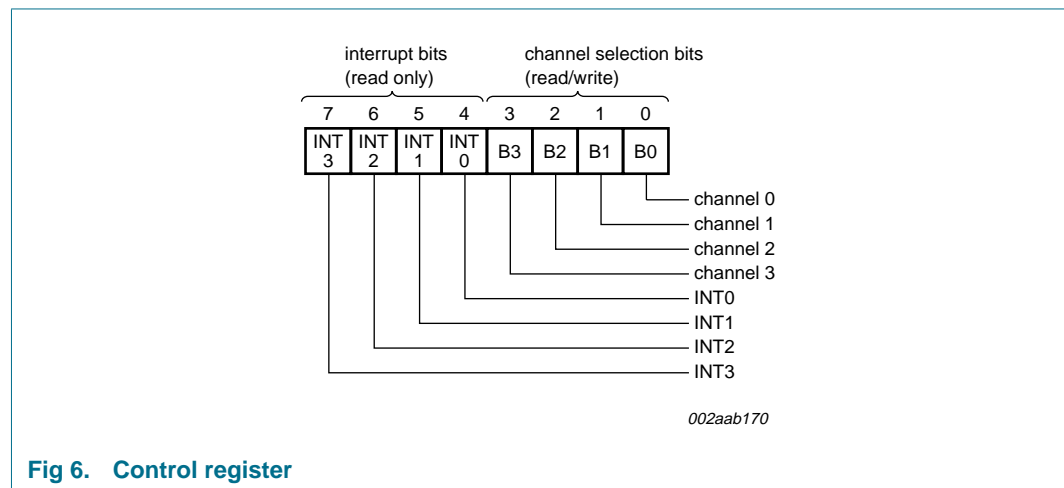 interrupt bits
(read only)
channel selection bits
(read/write)
7 6 5 4 3 2 1 0
INT 3 INT 2 INT 1 INT 0 B3 B2 B1 B0
channel 0
channel 1
channel 2
channel 3
INT0
INT1
INT2
INT3
002aab170
Fig 6. Control register